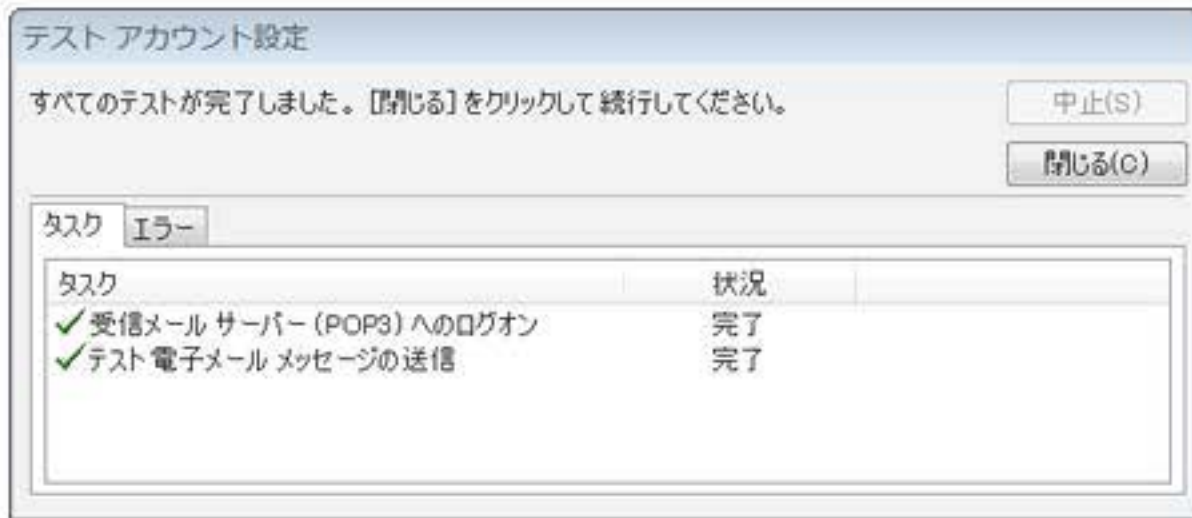 テスト アカウント設定
すべてのテストが完了しました。[閉じる]をクリックして続行してください。
中止(S)
閉じる(C)
タスク エラー
タスク 状況
受信メール サーバー (POP3) へのログオン 完了
テスト電子メール メッセージの送信 完了